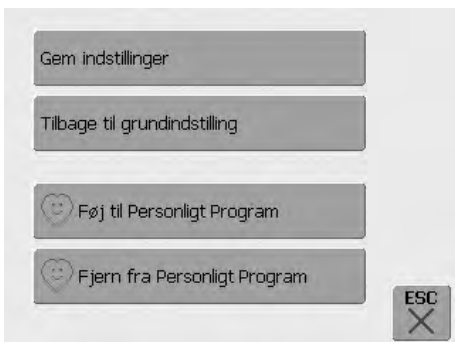 Gem indstillinger
Tilbage til grundindstilling
Føj til Personligt Program
Fjern fra Personligt Program
ESC